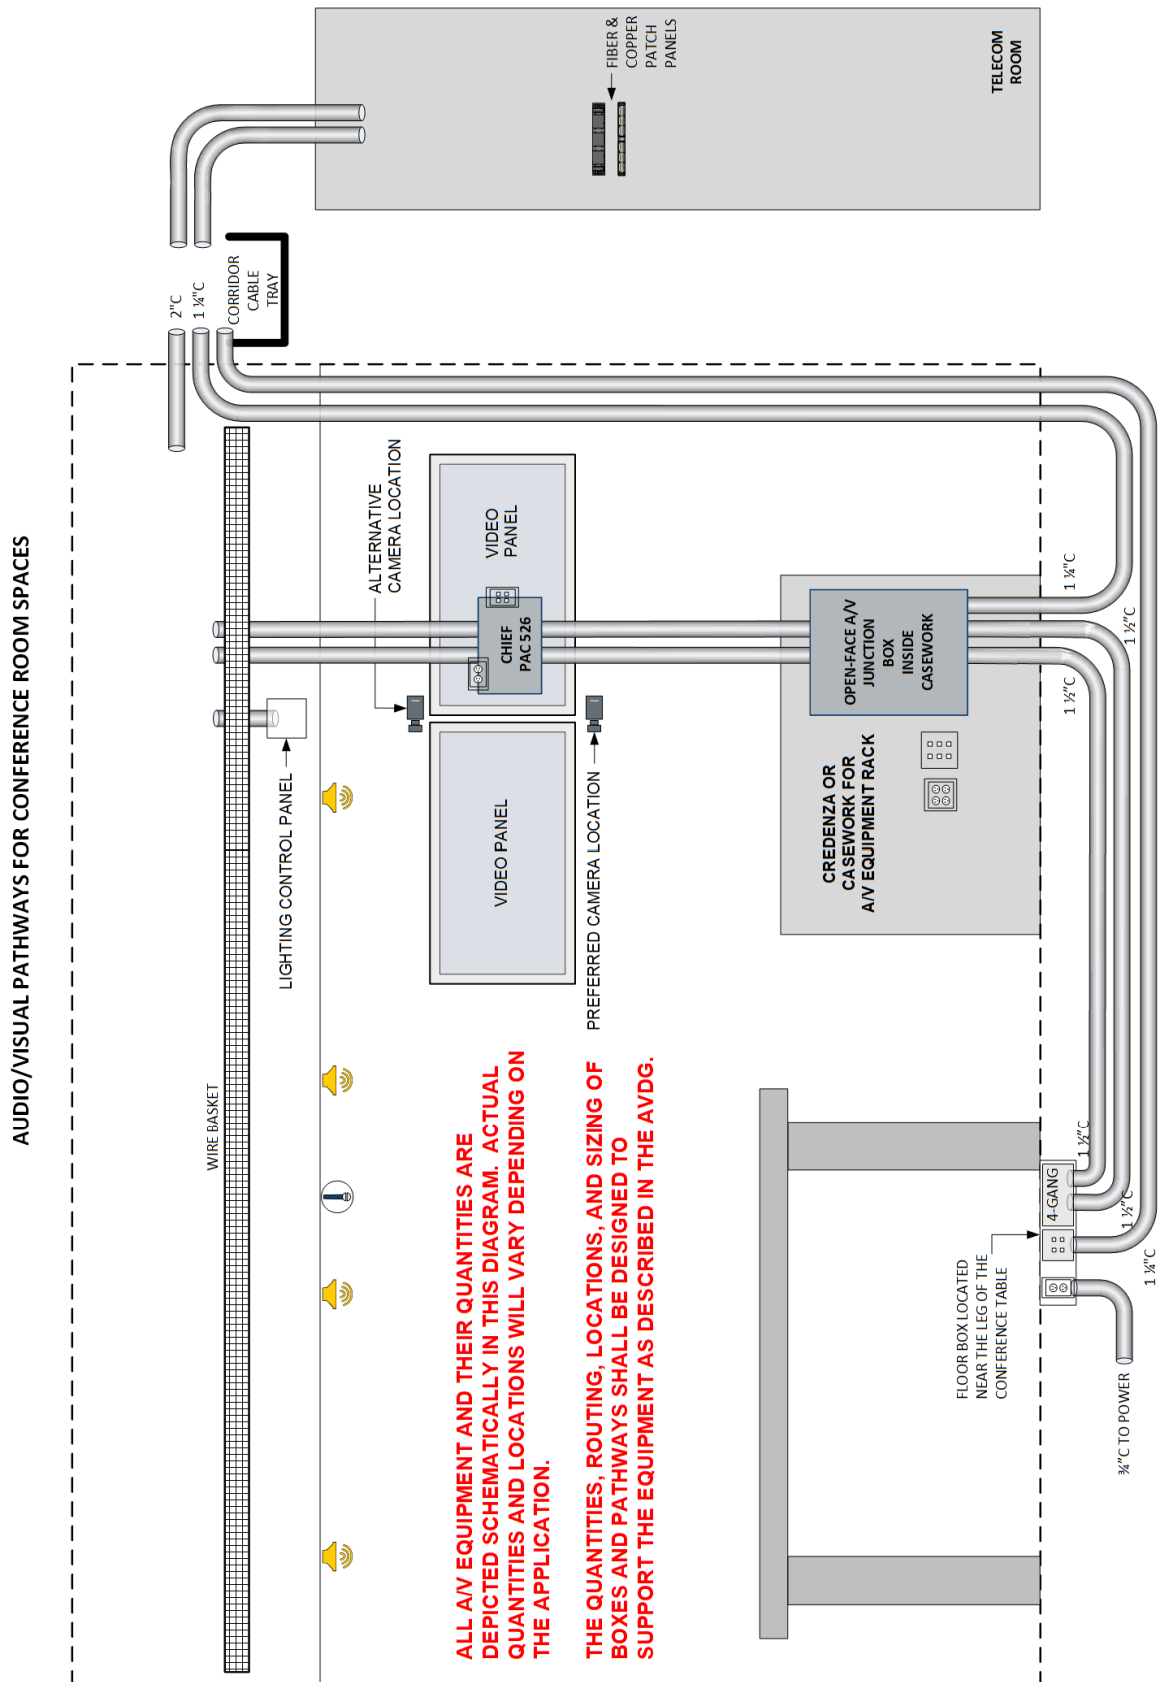 AUDIO/VISUAL PATHWAYS FOR CONFERENCE ROOM SPACES
2"C
1 ¼"C
CORRIDOR
CABLE
TRAY
FIBER &
COPPER
PATCH
PANELS
TELECOM
ROOM
WIRE BASKET
LIGHTING CONTROL PANEL
ALTERNATIVE
CAMERA LOCATION
VIDEO
PANEL
CHIEF
PAC 526
VIDEO PANEL
PREFERRED CAMERA LOCATION
OPEN-FACE A/V
JUNCTION
BOX
INSIDE
CASEWORK
CREDENZA OR
CASEWORK FOR
A/V EQUIPMENT RACK
1 ¼"C
1 ½"C
1 ½"C
ALL A/V EQUIPMENT AND THEIR QUANTITIES ARE
DEPICTED SCHEMATICALLY IN THIS DIAGRAM.  ACTUAL
QUANTITIES AND LOCATIONS WILL VARY DEPENDING ON
THE APPLICATION.
THE QUANTITIES, ROUTING, LOCATIONS, AND SIZING OF
BOXES AND PATHWAYS SHALL BE DESIGNED TO
SUPPORT THE EQUIPMENT AS DESCRIBED IN THE AVDG.
4-GANG
1 ½"C
1 ½"C
1 ¼"C
FLOOR BOX LOCATED
NEAR THE LEG OF THE
CONFERENCE TABLE
¾"C TO POWER